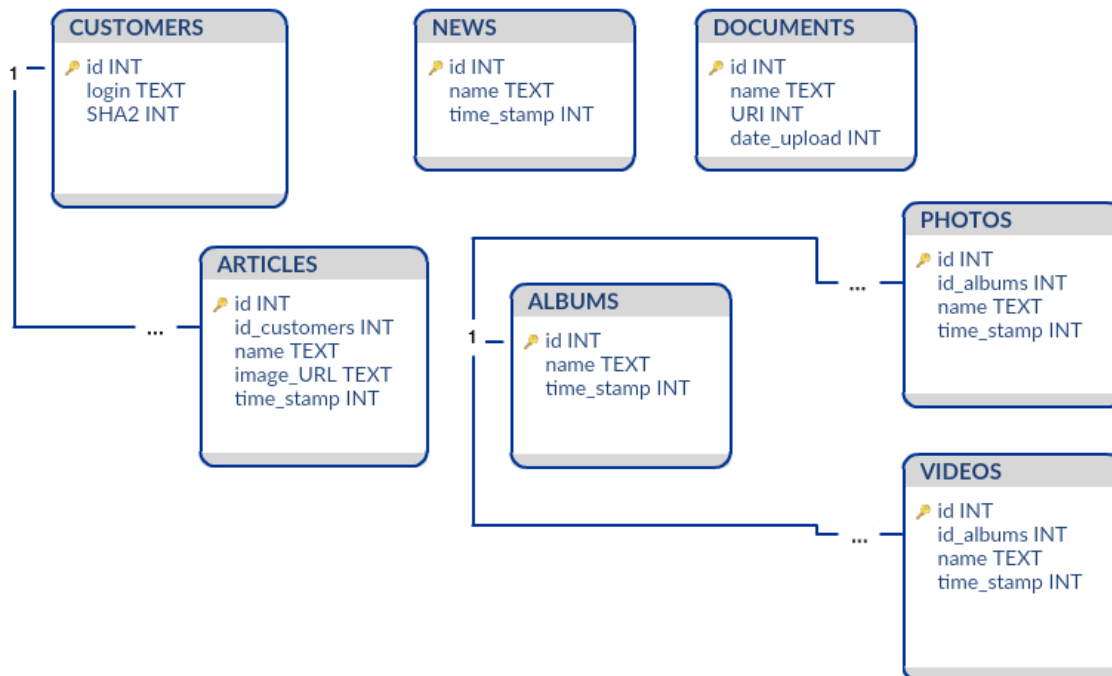 CUSTOMERS
id INT
login TEXT
SHA2 INT
1
NEWS
id INT
name TEXT
time_stamp INT
DOCUMENTS
id INT
name TEXT
URI INT
date_upload INT
ARTICLES
id INT
id_customers INT
name TEXT
image_URL TEXT
time_stamp INT
...
ALBUMS
id INT
name TEXT
time_stamp INT
1
PHOTOS
id INT
id_albums INT
name TEXT
time_stamp INT
...
VIDEOS
id INT
id_albums INT
name TEXT
time_stamp INT
...